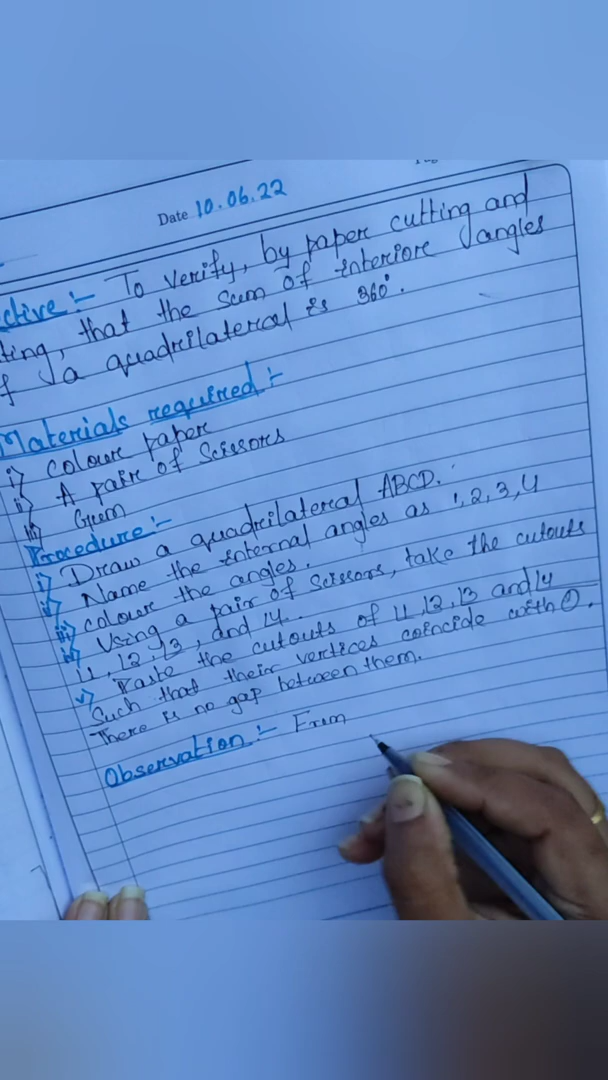 Date 10.06.22
ctive:- To verify, by paper cutting and
ting, that the sum of interiore angles
of a quadrilateral is 360°.
Materials required:-
i) colour paper
ii) A pair of Scissors
iii) Gum
Procedure:-
i) Draw a quadrilateral ABCD.
ii) Name the internal angles as 1,2,3,4
iii) colour the angles.
iv) Using a pair of Scissors, take the cutouts
∠1, ∠2, ∠3, and ∠4.
v) Paste the cutouts of ∠1, ∠2, ∠3 and ∠4
Such that their vertices coincide with O.
There is no gap between them.
Observation:- From